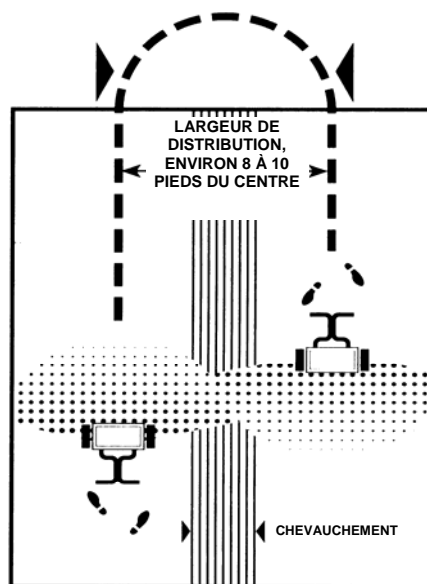 LARGEUR DE
DISTRIBUTION,
ENVIRON 8 À 10
PIEDS DU CENTRE
CHEVAUCHEMENT